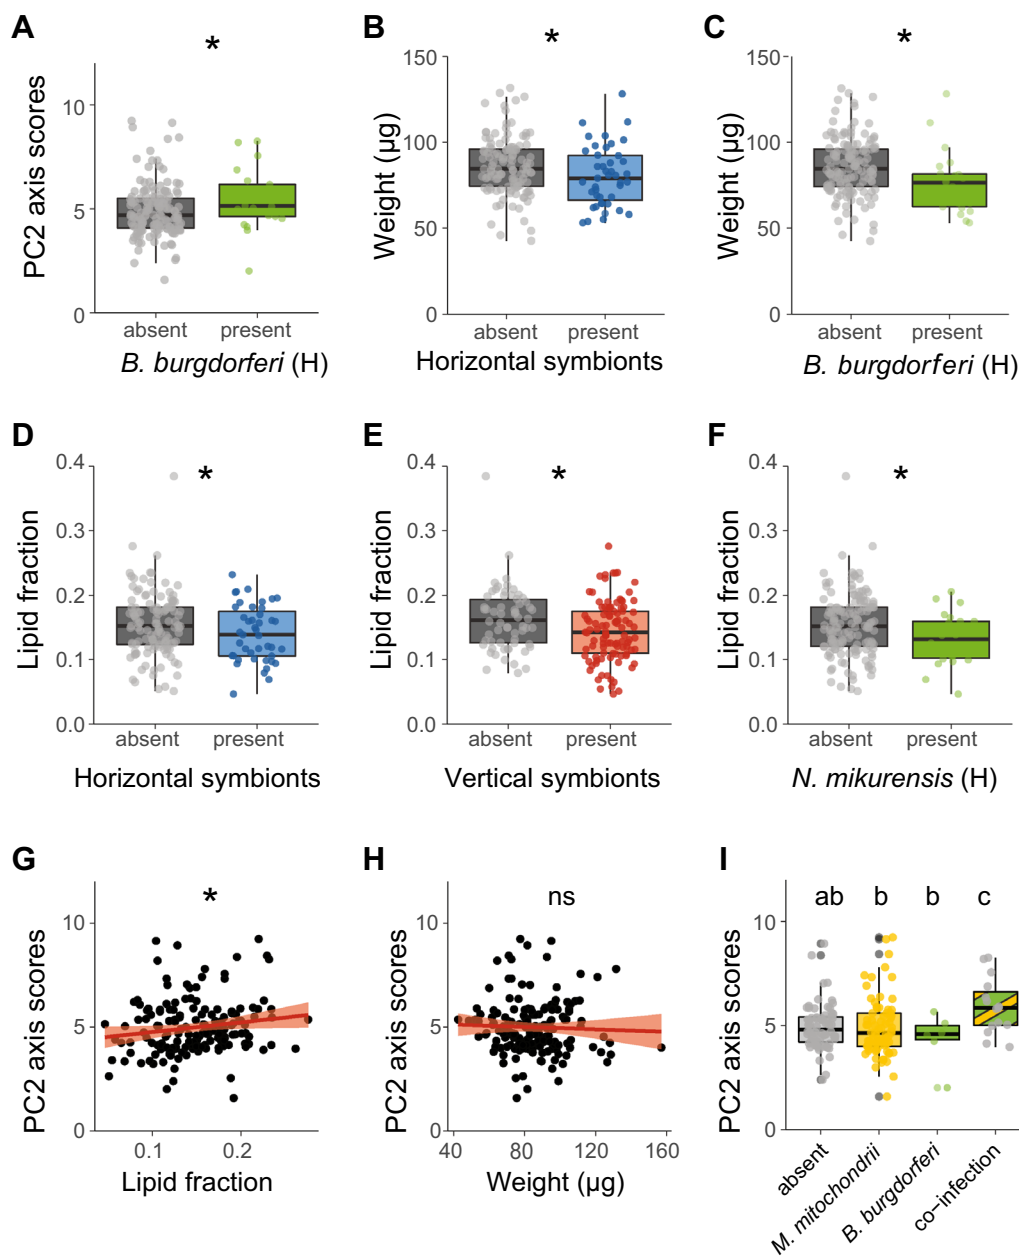 A
*
PC2 axis scores
10
5
0
absent present
B. burgdorferi (H)
B
*
Weight (µg)
150
100
50
0
absent present
Horizontal symbionts
C
*
Weight (µg)
150
100
50
0
absent present
B. burgdorferi (H)
D
*
Lipid fraction
0.4
0.3
0.2
0.1
0.0
absent present
Horizontal symbionts
E
*
Lipid fraction
0.4
0.3
0.2
0.1
0.0
absent present
Vertical symbionts
F
*
Lipid fraction
0.4
0.3
0.2
0.1
0.0
absent present
N. mikurensis (H)
G
*
PC2 axis scores
10
5
0
0.1 0.2
Lipid fraction
H
ns
PC2 axis scores
10
5
0
40 80 120 160
Weight (µg)
I
ab b b c
PC2 axis scores
10
5
0
absent
M. mitochondrii
B. burgdorferi
co-infection